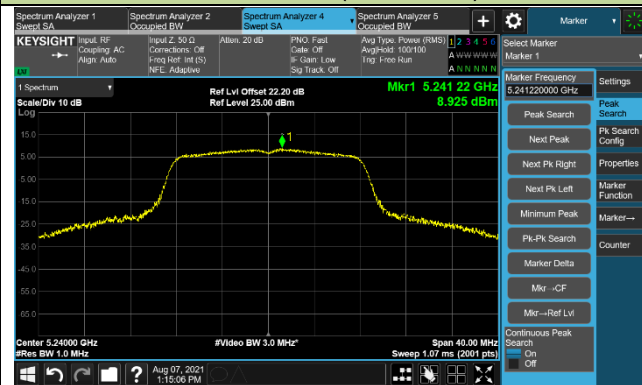 Spectrum Analyzer 1
Swept SA
Spectrum Analyzer 2
Occupied BW
Spectrum Analyzer 4
Swept SA
Spectrum Analyzer 5
Occupied BW
+
Marker
KEYSIGHT
Input: RF
Coupling: AC
Align: Auto
Input Z: 50 Ω
Corrections: Off
Freq Ref: Int (S)
NFE: Adaptive
Atten: 20 dB
PNO: Fast
Gate: Off
IF Gain: Low
Sig Track: Off
Avg Type: Power (RMS)
Avg|Hold: 100/100
Trig: Free Run
1 2 3 4 5 6
A W W W W W
A N N N N N
Select Marker
Marker 1
1 Spectrum
Scale/Div 10 dB
Log
Ref Lvl Offset 22.20 dB
Ref Level 25.00 dBm
Mkr1 5.241 22 GHz
8.925 dBm
1
15.0
5.00
-5.00
-15.0
-25.0
-35.0
-45.0
-55.0
-65.0
Center 5.24000 GHz
#Res BW 1.0 MHz
#Video BW 3.0 MHz*
Span 40.00 MHz
Sweep 1.07 ms (2001 pts)
Marker Frequency
5.241220000 GHz
Peak Search
Next Peak
Next Pk Right
Next Pk Left
Minimum Peak
Pk-Pk Search
Marker Delta
Mkr→CF
Mkr→Ref Lvl
Continuous Peak
Search
On
Off
Settings
Peak
Search
Pk Search
Config
Properties
Marker
Function
Marker→
Counter
?
Aug 07, 2021
1:15:06 PM